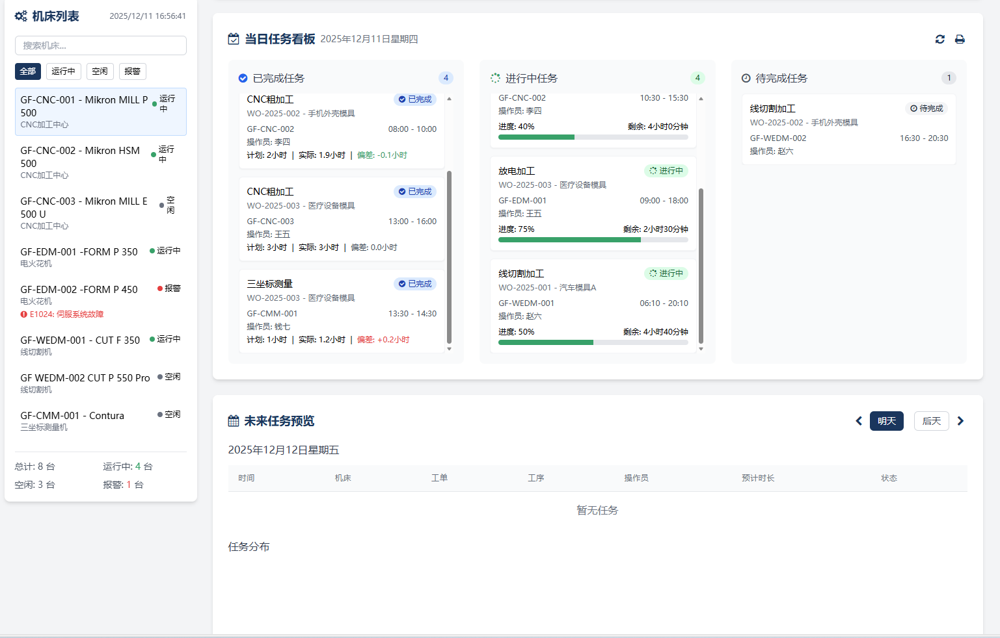 机床列表
2025/12/11 16:56:41
搜索机床...
全部
运行中
空闲
报警
GF-CNC-001 - Mikron MILL P
500
运行
中
CNC加工中心
GF-CNC-002 - Mikron HSM
500
运行
中
CNC加工中心
GF-CNC-003 - Mikron MILL E
500 U
空
闲
CNC加工中心
GF-EDM-001 -FORM P 350
运行中
电火花机
GF-EDM-002 -FORM P 450
报警
电火花机
E1024: 伺服系统故障
GF-WEDM-001 - CUT F 350
运行中
线切割机
GF WEDM-002 CUT P 550 Pro
空闲
线切割机
GF-CMM-001 - Contura
空闲
三坐标测量机
总计: 8 台
运行中: 4 台
空闲: 3 台
报警: 1 台
当日任务看板
2025年12月11日星期四
已完成任务
4
CNC粗加工
已完成
WO-2025-002 - 手机外壳模具
GF-CNC-002
08:00 - 10:00
操作员: 李四
计划: 2小时 | 实际: 1.9小时 | 偏差: -0.1小时
CNC粗加工
已完成
WO-2025-003 - 医疗设备模具
GF-CNC-003
13:00 - 16:00
操作员: 王五
计划: 3小时 | 实际: 3小时 | 偏差: 0.0小时
三坐标测量
已完成
WO-2025-003 - 医疗设备模具
GF-CMM-001
13:30 - 14:30
操作员: 钱七
计划: 1小时 | 实际: 1.2小时 | 偏差: +0.2小时
进行中任务
4
GF-CNC-002
10:30 - 15:30
操作员: 李四
进度: 40%
剩余: 4小时0分钟
放电加工
进行中
WO-2025-003 - 医疗设备模具
GF-EDM-001
09:00 - 18:00
操作员: 王五
进度: 75%
剩余: 2小时30分钟
线切割加工
进行中
WO-2025-001 - 汽车模具A
GF-WEDM-001
06:10 - 20:10
操作员: 赵六
进度: 50%
剩余: 4小时40分钟
待完成任务
1
线切割加工
待完成
WO-2025-002 - 手机外壳模具
GF-WEDM-002
16:30 - 20:30
操作员: 赵六
未来任务预览
明天
后天
2025年12月12日星期五
时间
机床
工单
工序
操作员
预计时长
状态
暂无任务
任务分布